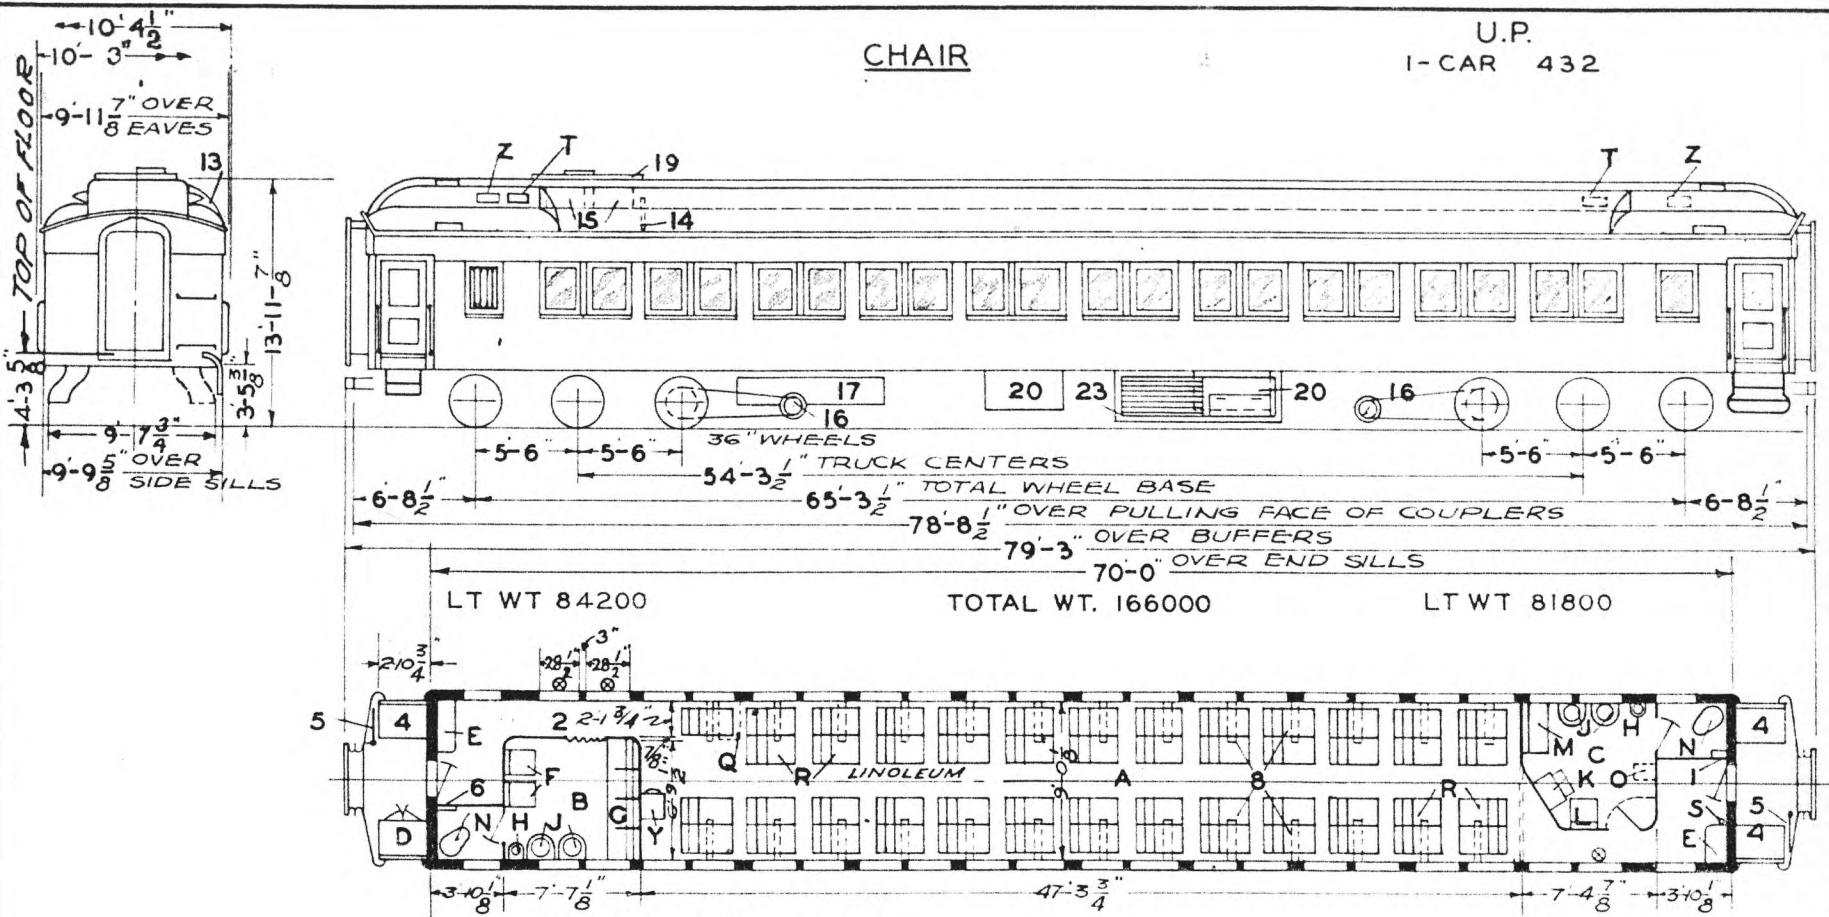 CHAIR
U.P.
1-CAR 432
10'-4 1/2"
10'-3"
9'-11 7/8" OVER EAVES
TOP OF FLOOR
13
13'-11-7/8"
4'-3 5/8"
9'-7 3/4"
9'-9 5/8" OVER SIDE SILLS
Z T 19 T Z
15 14
17 16 20 23 20 16
36" WHEELS
5'-6" 5'-6" 5'-6" 5'-6"
54'-3 1/2" TRUCK CENTERS
6'-8 1/2" 65'-3 1/2" TOTAL WHEEL BASE 6'-8 1/2"
78'-8 1/2" OVER PULLING FACE OF COUPLERS
79'-3" OVER BUFFERS
70'-0" OVER END SILLS
LT WT 84200 TOTAL WT. 166000 LT WT 81800
3"
2'10 3/4" 28 1/2" 28 1/2"
5 4 E 2 2'-1 3/4" M J H N 4
Q C
6 F B R LINOLEUM A 8 R K O I
D N H J G Y L S 5 E 4
3'-10 1/8" 7'-7 1/8" 47'-3 3/4" 7'-4 7/8" 3'10 1/8"